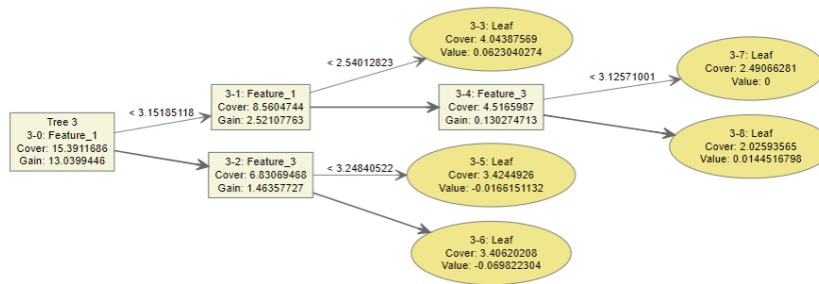 Tree 3
3-0: Feature_1
Cover: 15.3911686
Gain: 13.0399446
< 3.15185118
3-1: Feature_1
Cover: 8.5604744
Gain: 2.52107763
3-2: Feature_3
Cover: 6.83069468
Gain: 1.46357727
< 2.54012823
< 3.24840522
3-3: Leaf
Cover: 4.04387569
Value: 0.0623040274
3-4: Feature_3
Cover: 4.5165987
Gain: 0.130274713
3-5: Leaf
Cover: 3.4244926
Value: -0.0166151132
3-6: Leaf
Cover: 3.40620208
Value: -0.069822304
< 3.12571001
3-7: Leaf
Cover: 2.49066281
Value: 0
3-8: Leaf
Cover: 2.02593565
Value: 0.0144516798